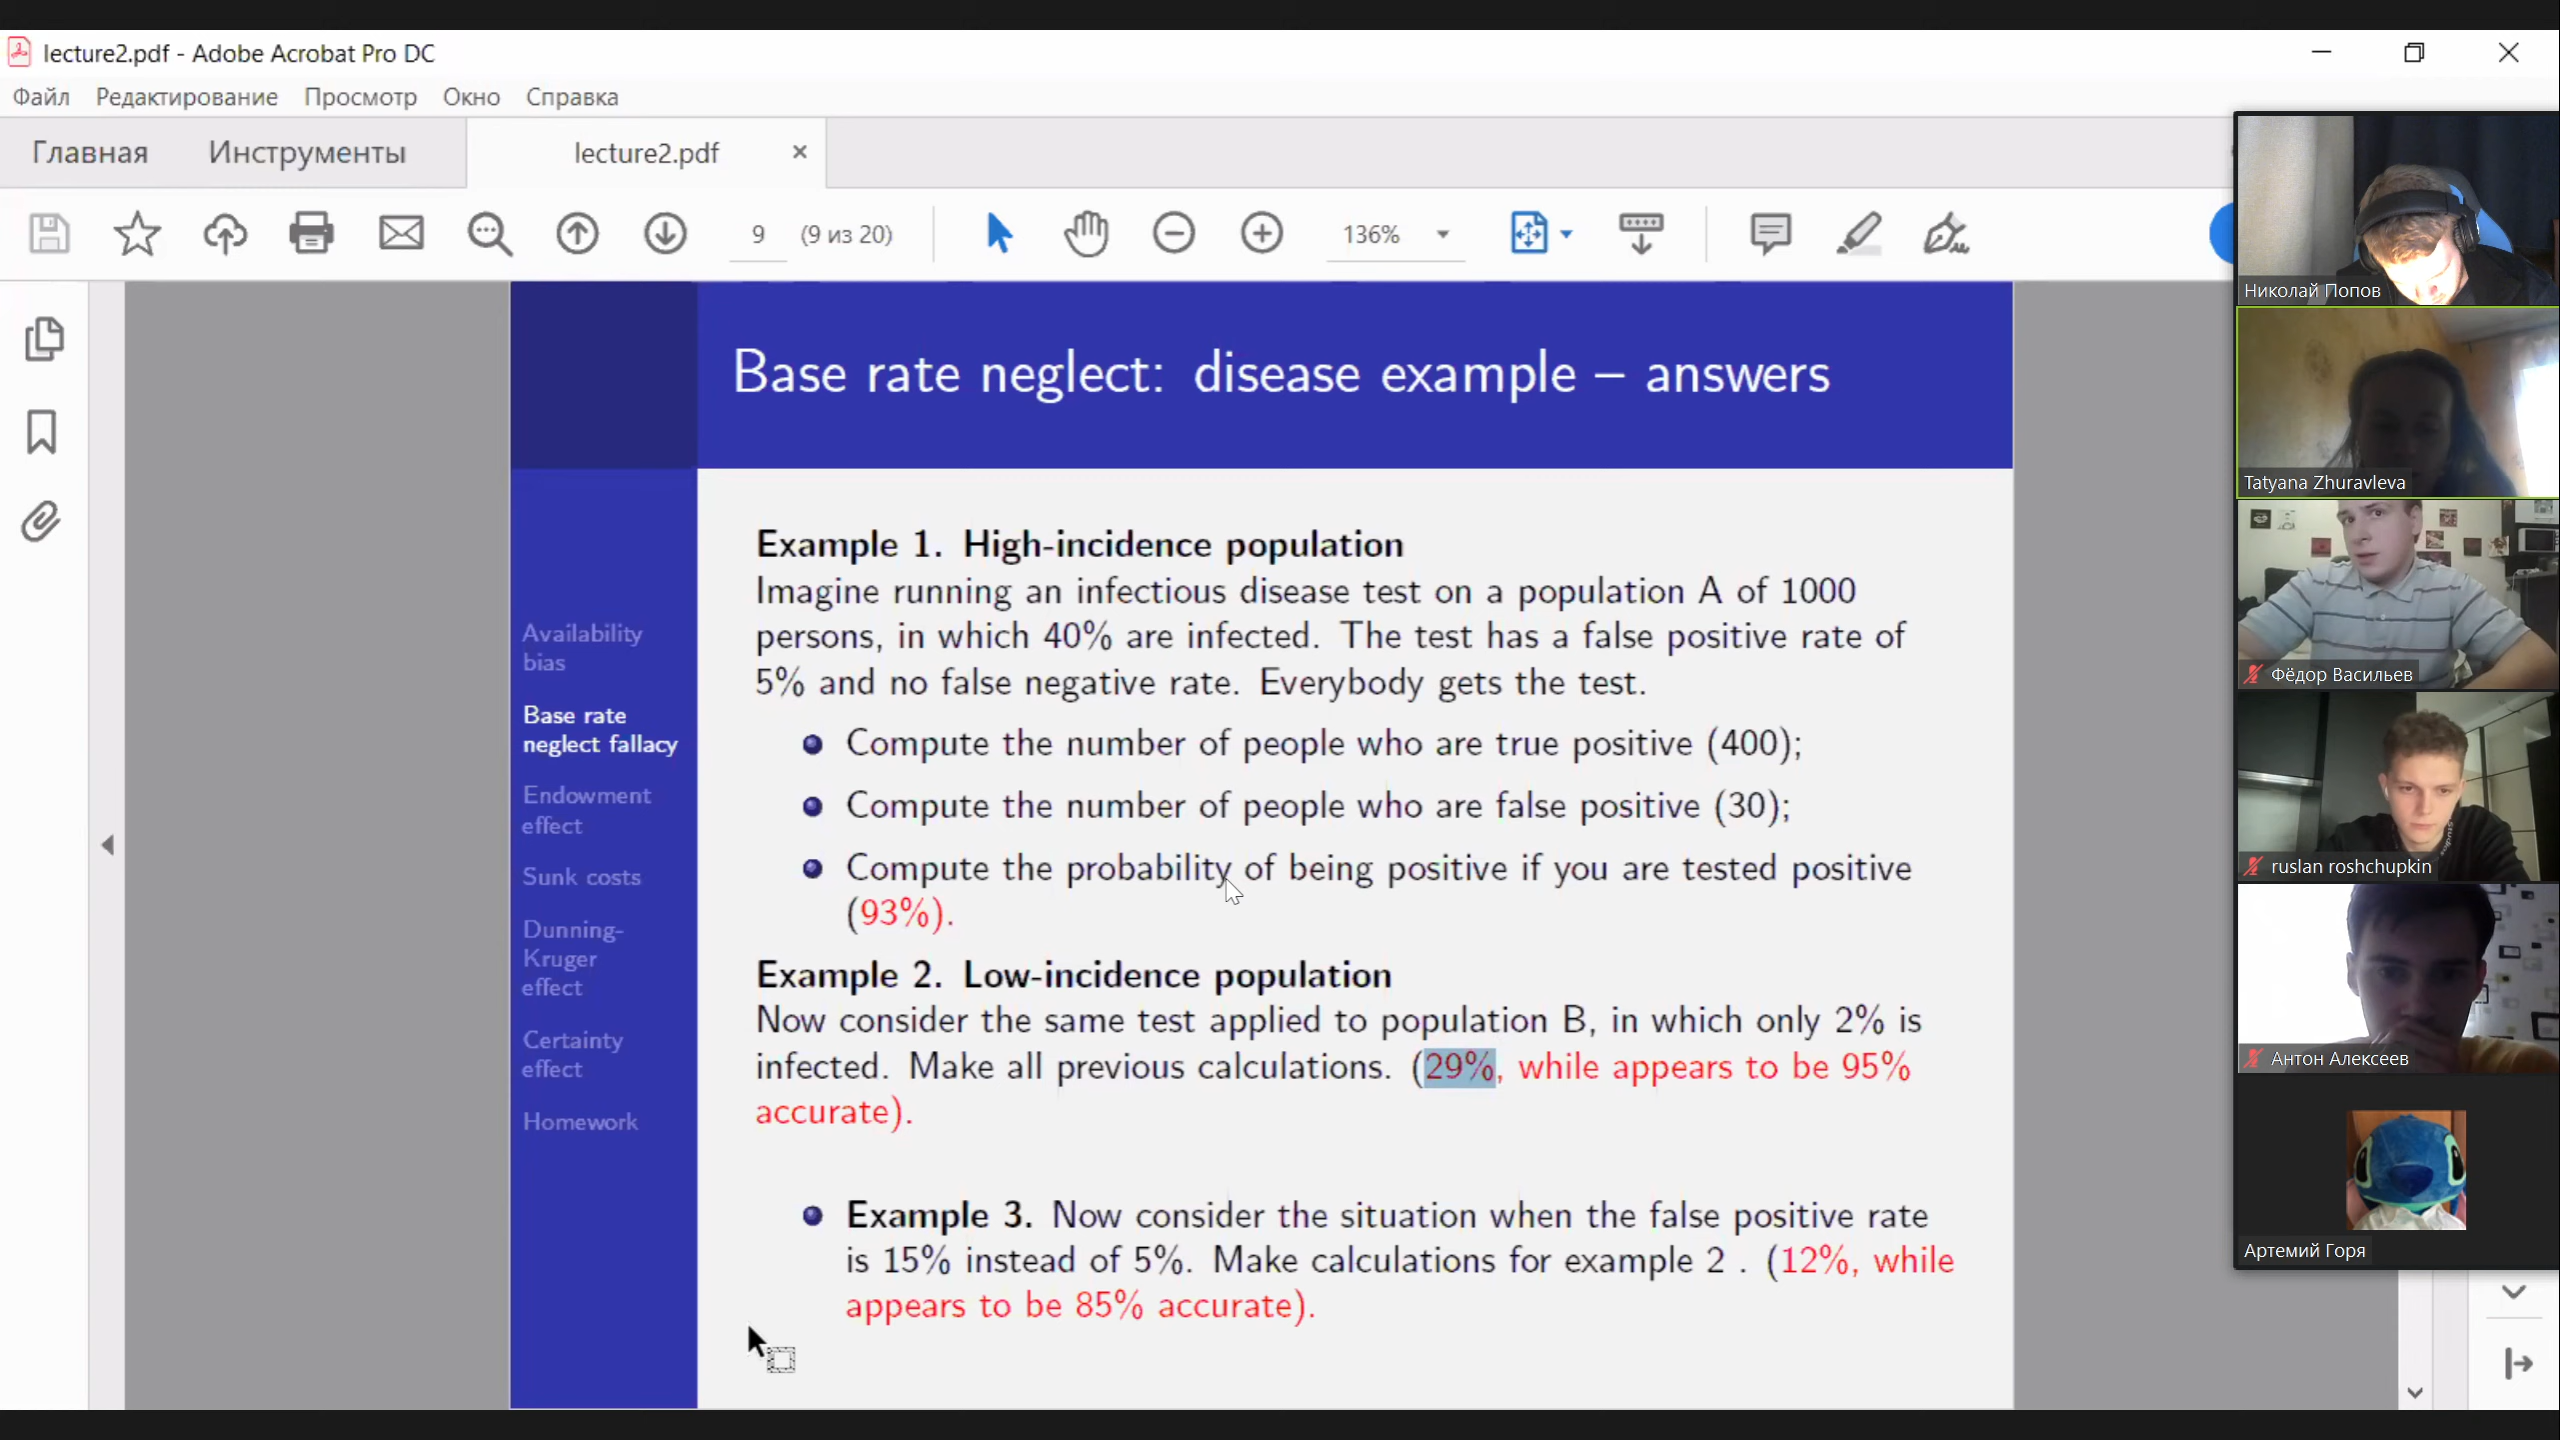 lecture2.pdf - Adobe Acrobat Pro DC
Файл Редактирование Просмотр Окно Справка
Главная Инструменты lecture2.pdf
9 (9 из 20) 136%
Base rate neglect: disease example – answers
Availability
bias
Base rate
neglect fallacy
Endowment
effect
Sunk costs
Dunning-
Kruger
effect
Certainty
effect
Homework
Example 1. High-incidence population
Imagine running an infectious disease test on a population A of 1000
persons, in which 40% are infected. The test has a false positive rate of
5% and no false negative rate. Everybody gets the test.
Compute the number of people who are true positive (400);
Compute the number of people who are false positive (30);
Compute the probability of being positive if you are tested positive
(93%).
Example 2. Low-incidence population
Now consider the same test applied to population B, in which only 2% is
infected. Make all previous calculations. (29%, while appears to be 95%
accurate).
Example 3. Now consider the situation when the false positive rate
is 15% instead of 5%. Make calculations for example 2 . (12%, while
appears to be 85% accurate).
Николай Попов
Tatyana Zhuravleva
Фёдор Васильев
ruslan roshchupkin
Антон Алексеев
Артемий Горя